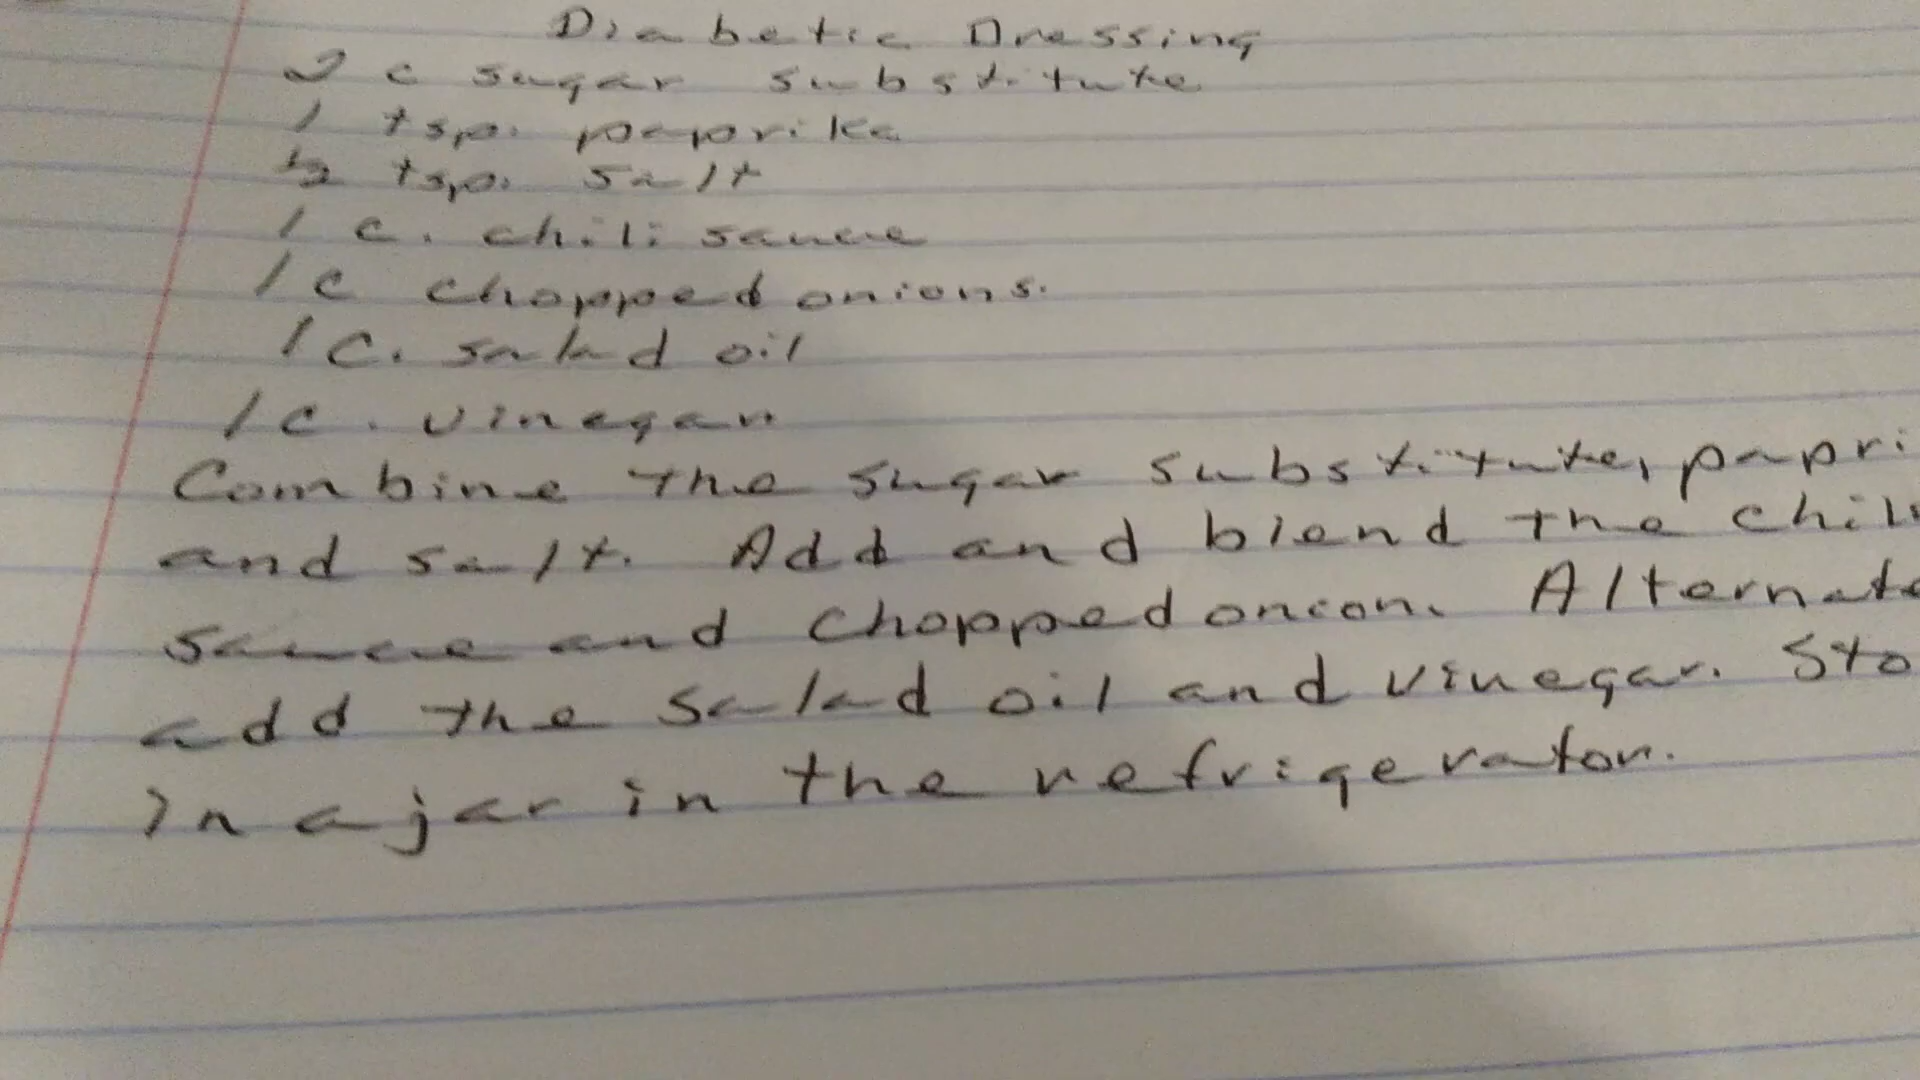 Diabetic Dressing
2 c sugar substitute
1 tsp. paprika
1/2 tsp. salt
1 c. chili sauce
1 c chopped onions.
1 C. salad oil
1 c. vinegar
Combine the sugar substitute, papri
and salt. Add and blend the chili
sauce and chopped onion. Alternate
add the salad oil and vinegar. Sto
in a jar in the refrigerator.